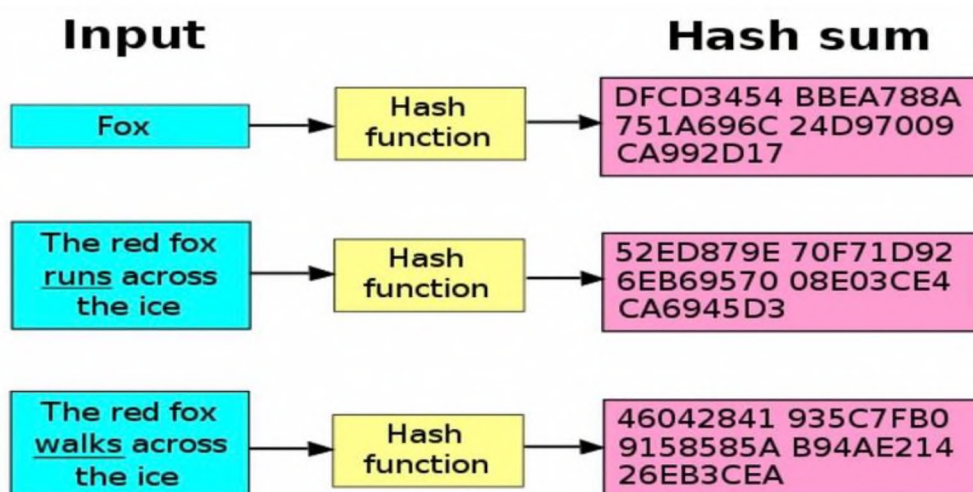 Input
Hash sum
Fox
Hash
function
DFCD3454 BBEA788A
751A696C 24D97009
CA992D17
The red fox
runs across
the ice
Hash
function
52ED879E 70F71D92
6EB69570 08E03CE4
CA6945D3
The red fox
walks across
the ice
Hash
function
46042841 935C7FB0
9158585A B94AE214
26EB3CEA